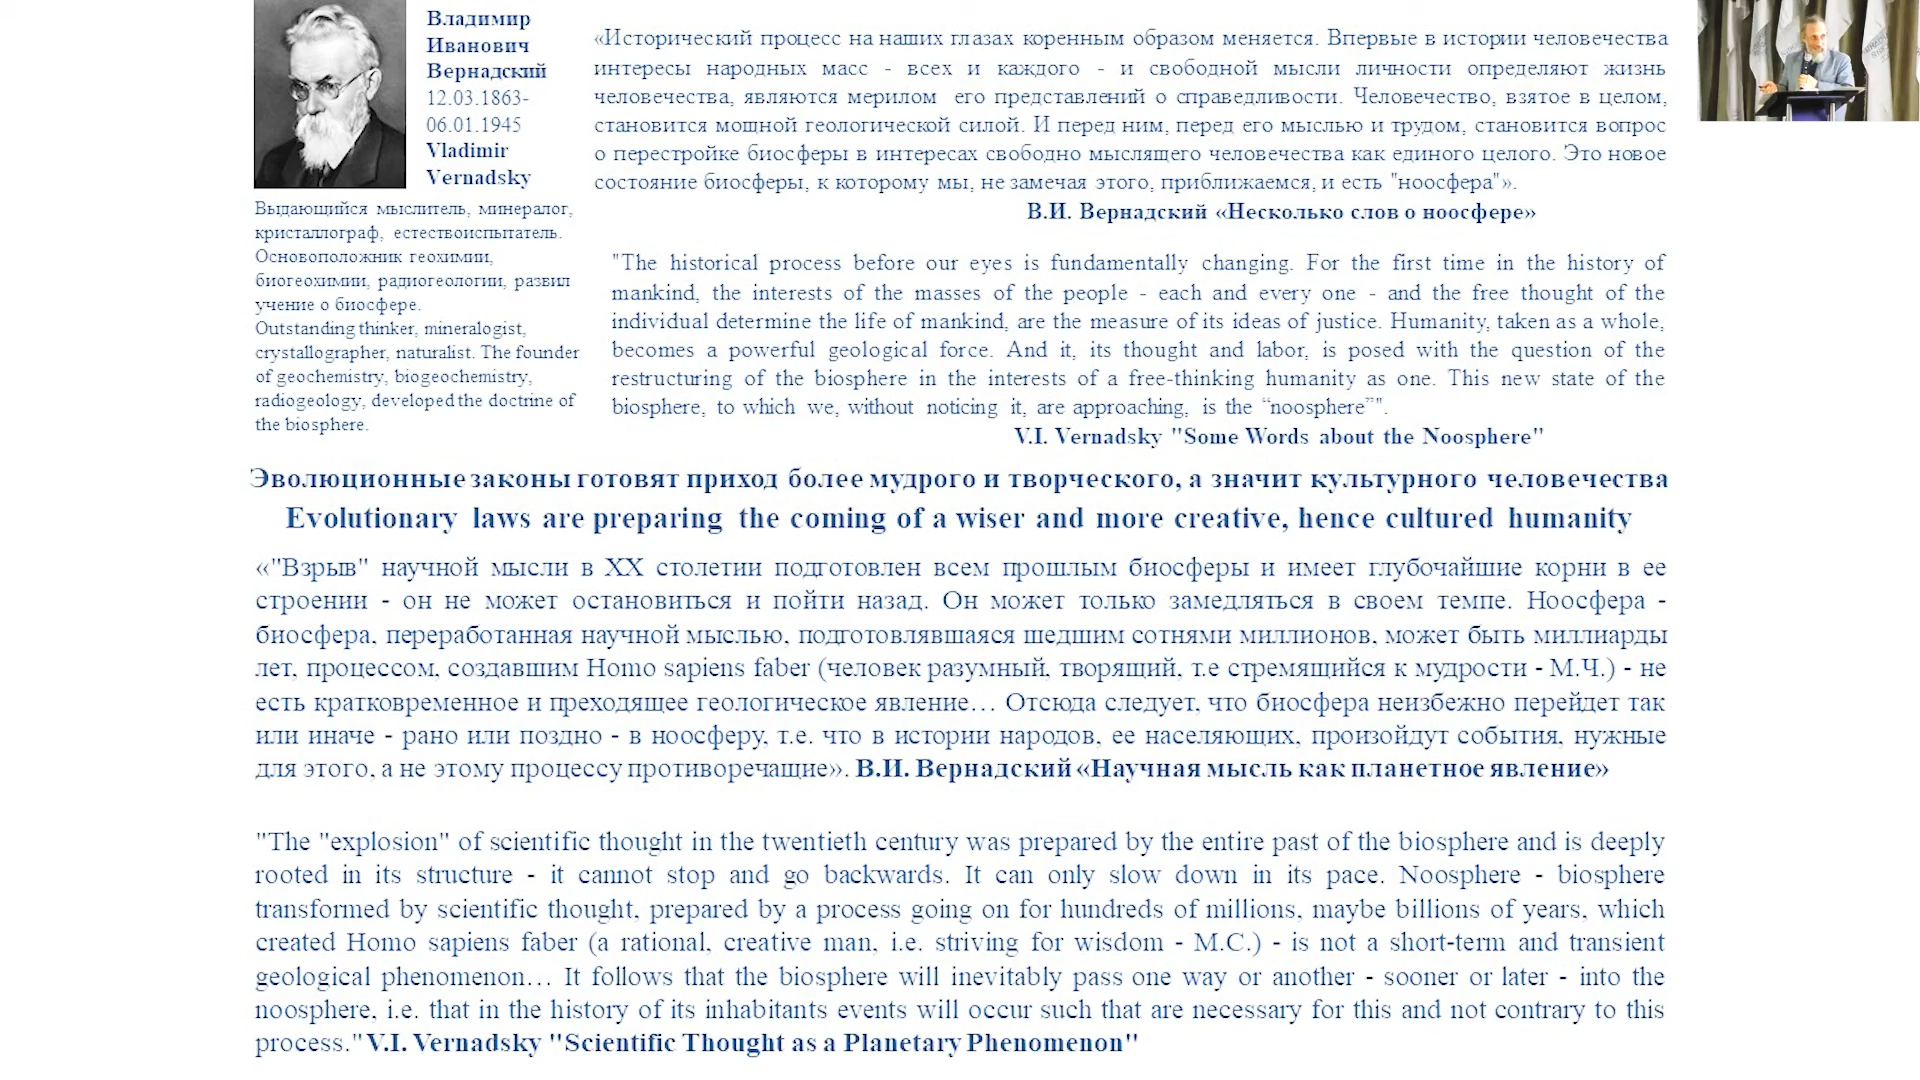 Владимир
Иванович
Вернадский
12.03.1863-
06.01.1945
Vladimir
Vernadsky
Выдающийся мыслитель, минералог,
кристаллограф, естествоиспытатель.
Основоположник геохимии,
биогеохимии, радиогеологии, развил
учение о биосфере.
Outstanding thinker, mineralogist,
crystallographer, naturalist. The founder
of geochemistry, biogeochemistry,
radiogeology, developed the doctrine of
the biosphere.
«Исторический процесс на наших глазах коренным образом меняется. Впервые в истории человечества
интересы народных масс - всех и каждого - и свободной мысли личности определяют жизнь
человечества, являются мерилом его представлений о справедливости. Человечество, взятое в целом,
становится мощной геологической силой. И перед ним, перед его мыслью и трудом, становится вопрос
о перестройке биосферы в интересах свободно мыслящего человечества как единого целого. Это новое
состояние биосферы, к которому мы, не замечая этого, приближаемся, и есть "ноосфера"».
В.И. Вернадский «Несколько слов о ноосфере»
"The historical process before our eyes is fundamentally changing. For the first time in the history of
mankind, the interests of the masses of the people - each and every one - and the free thought of the
individual determine the life of mankind, are the measure of its ideas of justice. Humanity, taken as a whole,
becomes a powerful geological force. And it, its thought and labor, is posed with the question of the
restructuring of the biosphere in the interests of a free-thinking humanity as one. This new state of the
biosphere, to which we, without noticing it, are approaching, is the “noosphere”".
V.I. Vernadsky "Some Words about the Noosphere"
Эволюционные законы готовят приход более мудрого и творческого, а значит культурного человечества
Evolutionary laws are preparing the coming of a wiser and more creative, hence cultured humanity
«"Взрыв" научной мысли в XX столетии подготовлен всем прошлым биосферы и имеет глубочайшие корни в ее
строении - он не может остановиться и пойти назад. Он может только замедляться в своем темпе. Ноосфера -
биосфера, переработанная научной мыслью, подготовлявшаяся шедшим сотнями миллионов, может быть миллиарды
лет, процессом, создавшим Homo sapiens faber (человек разумный, творящий, т.е стремящийся к мудрости - М.Ч.) - не
есть кратковременное и преходящее геологическое явление… Отсюда следует, что биосфера неизбежно перейдет так
или иначе - рано или поздно - в ноосферу, т.е. что в истории народов, ее населяющих, произойдут события, нужные
для этого, а не этому процессу противоречащие». В.И. Вернадский «Научная мысль как планетное явление»
"The "explosion" of scientific thought in the twentieth century was prepared by the entire past of the biosphere and is deeply
rooted in its structure - it cannot stop and go backwards. It can only slow down in its pace. Noosphere - biosphere
transformed by scientific thought, prepared by a process going on for hundreds of millions, maybe billions of years, which
created Homo sapiens faber (a rational, creative man, i.e. striving for wisdom - M.C.) - is not a short-term and transient
geological phenomenon… It follows that the biosphere will inevitably pass one way or another - sooner or later - into the
noosphere, i.e. that in the history of its inhabitants events will occur such that are necessary for this and not contrary to this
process." V.I. Vernadsky "Scientific Thought as a Planetary Phenomenon"